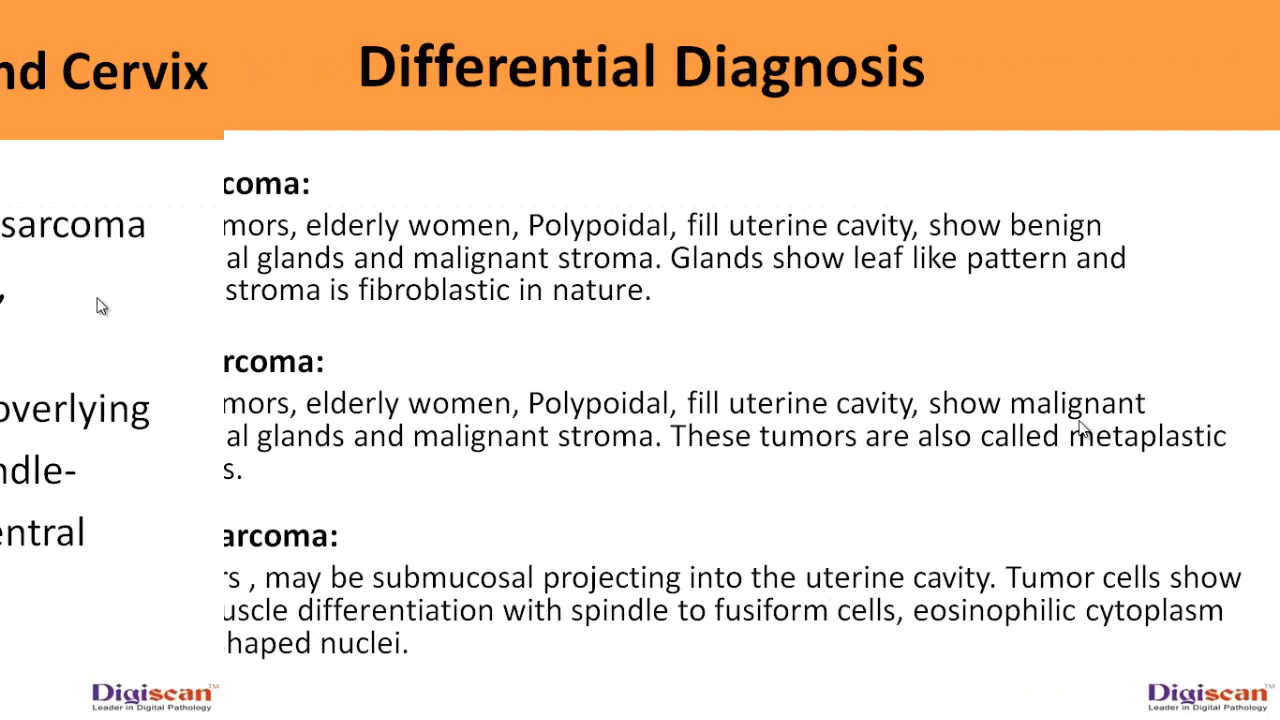 nd Cervix
sarcoma
overlying
ndle-
entral
Digiscan™
Leader in Digital Pathology
Differential Diagnosis
coma:
mors, elderly women, Polypoidal, fill uterine cavity, show benign
al glands and malignant stroma. Glands show leaf like pattern and
stroma is fibroblastic in nature.
rcoma:
mors, elderly women, Polypoidal, fill uterine cavity, show malignant
al glands and malignant stroma. These tumors are also called metaplastic
s.
arcoma:
rs , may be submucosal projecting into the uterine cavity. Tumor cells show
uscle differentiation with spindle to fusiform cells, eosinophilic cytoplasm
haped nuclei.
Digiscan™
Leader in Digital Pathology